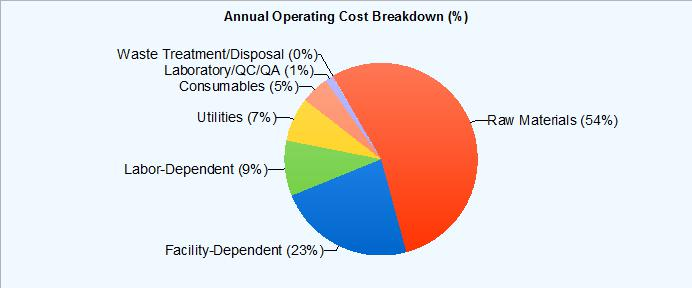 Annual Operating Cost Breakdown (%)
Waste Treatment/Disposal (0%)
Laboratory/QC/QA (1%)
Consumables (5%)
Utilities (7%)
Raw Materials (54%)
Labor-Dependent (9%)
Facility-Dependent (23%)